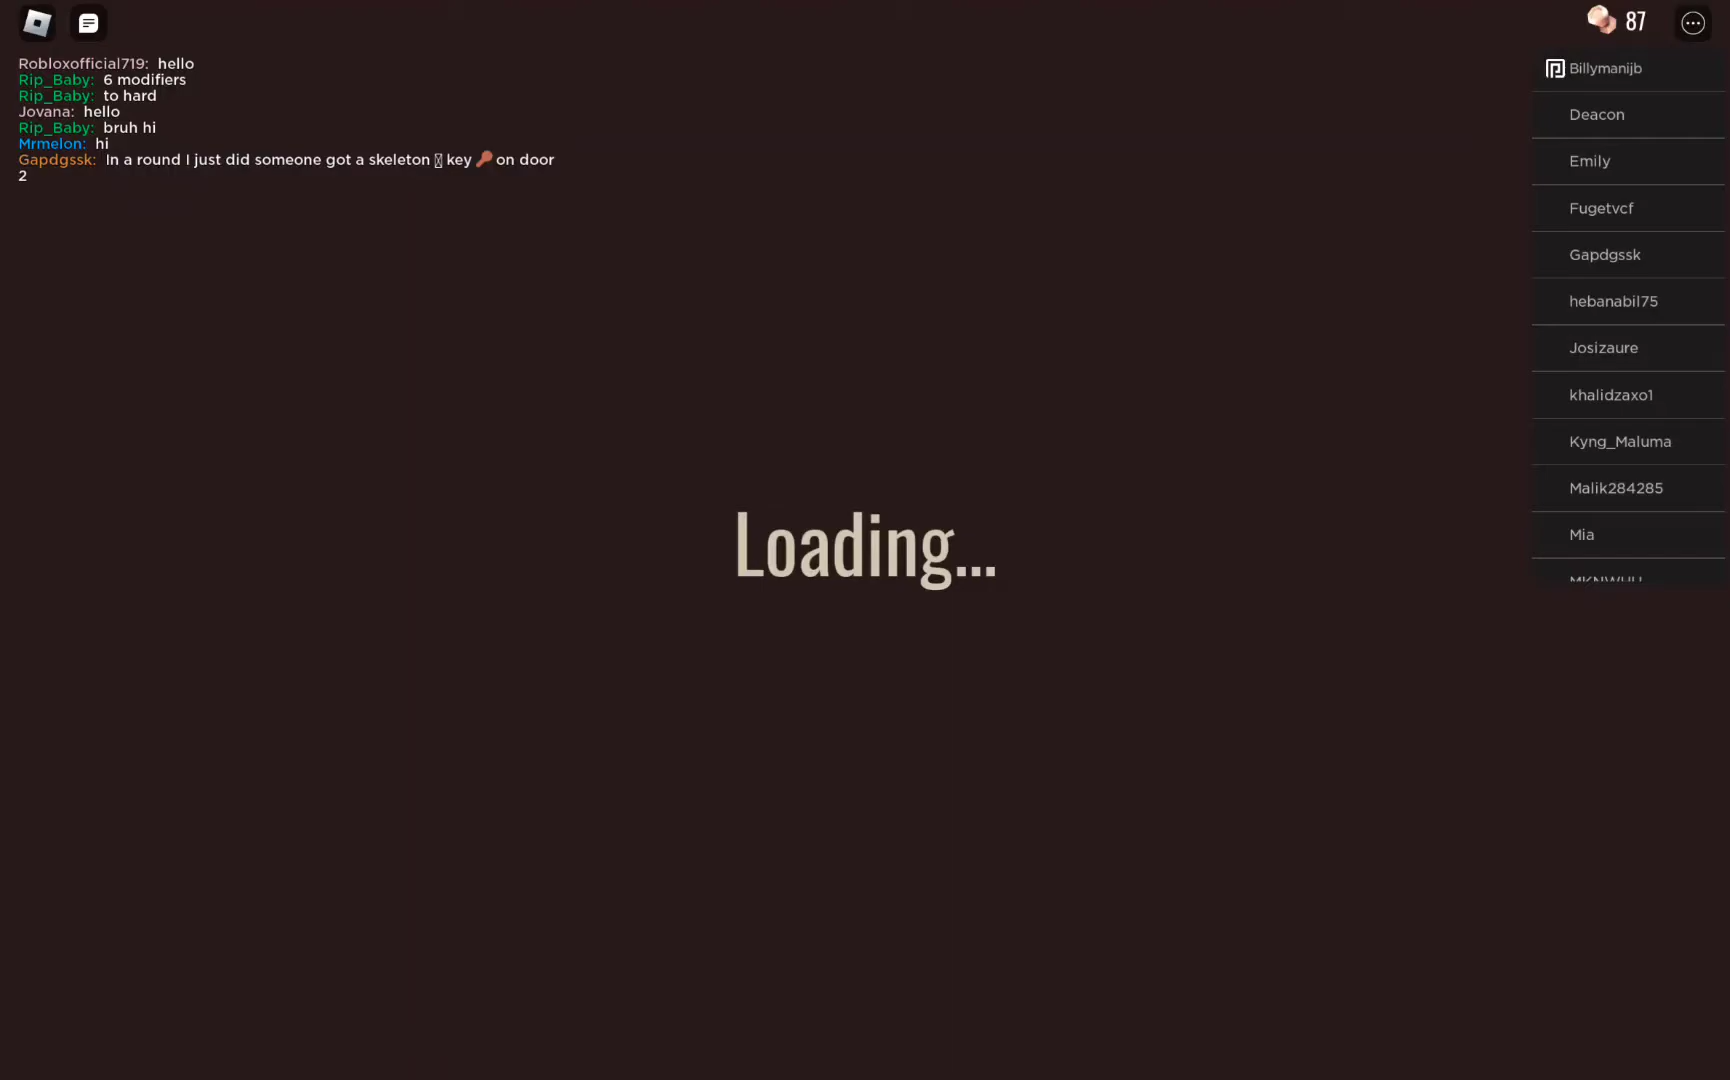 87
Robloxofficial719: hello
Rip_Baby: 6 modifiers
Rip_Baby: to hard
Jovana: hello
Rip_Baby: bruh hi
Mrmelon: hi
Gapdgssk: In a round I just did someone got a skeleton key on door
2
Billymanijb
Deacon
Emily
Fugetvcf
Gapdgssk
hebanabil75
Josizaure
khalidzaxo1
Kyng_Maluma
Malik284285
Mia
Loading...